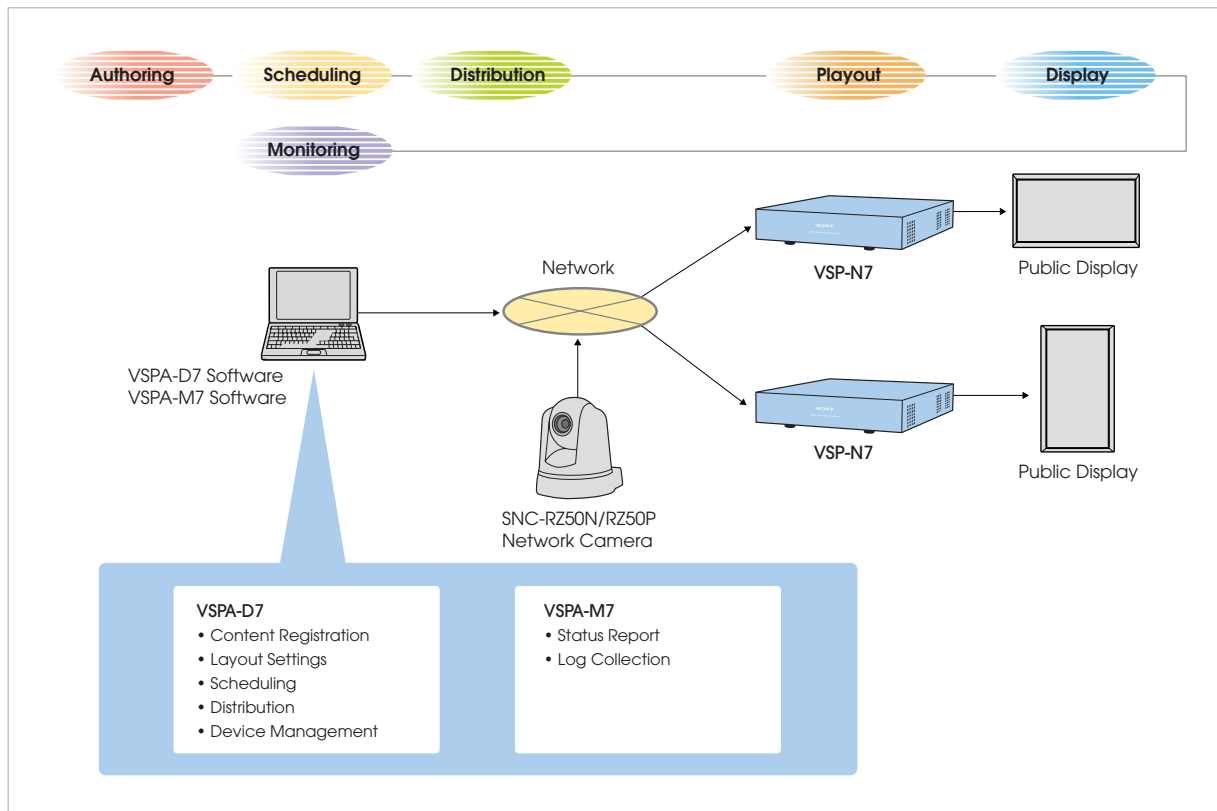 Authoring
Scheduling
Distribution
Playout
Display
Monitoring
Network
SONY
VSP-N7
Public Display
VSPA-D7 Software
VSPA-M7 Software
SONY
VSP-N7
Public Display
SNC-RZ50N/RZ50P
Network Camera
VSPA-D7
• Content Registration
• Layout Settings
• Scheduling
• Distribution
• Device Management
VSPA-M7
• Status Report
• Log Collection